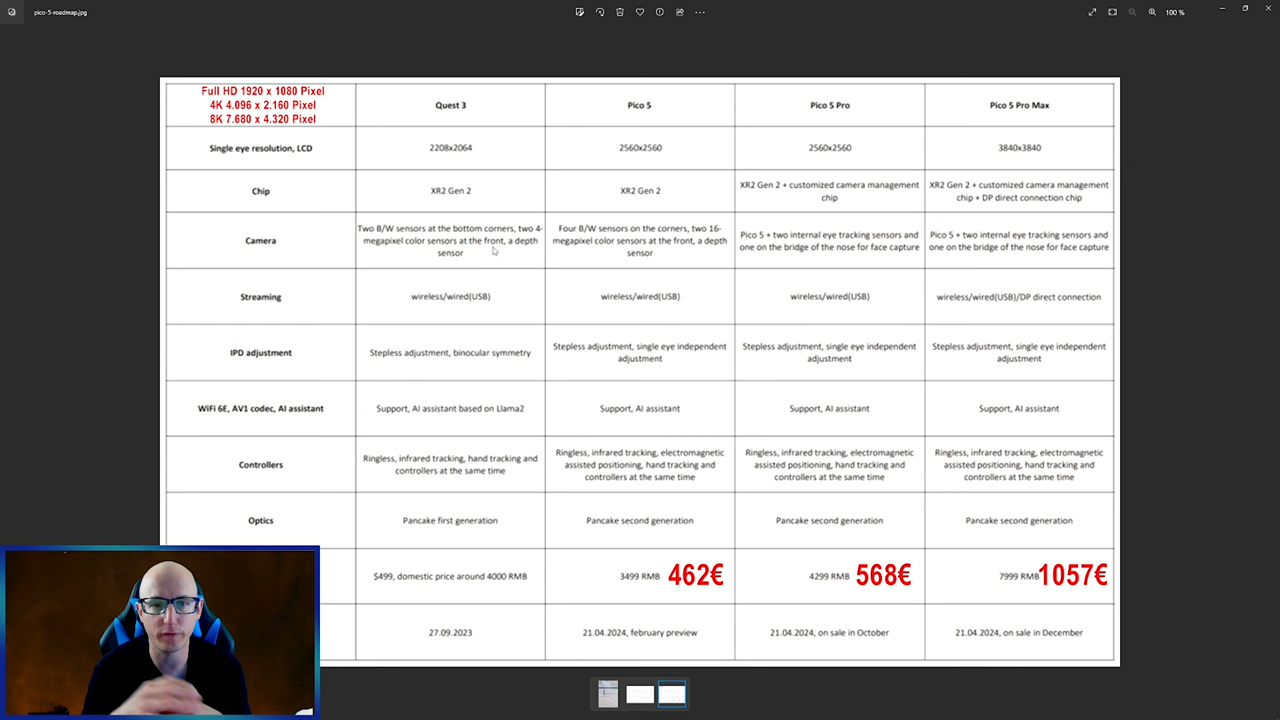 pico-5-roadmap.jpg
100 %
Full HD 1920 x 1080 Pixel
4K 4.096 x 2.160 Pixel
8K 7.680 x 4.320 Pixel
Quest 3
Pico 5
Pico 5 Pro
Pico 5 Pro Max
Single eye resolution, LCD
2208x2064
2560x2560
2560x2560
3840x3840
Chip
XR2 Gen 2
XR2 Gen 2
XR2 Gen 2 + customized camera management
chip
XR2 Gen 2 + customized camera management
chip + DP direct connection chip
Camera
Two B/W sensors at the bottom corners, two 4-
megapixel color sensors at the front, a depth
sensor
Four B/W sensors on the corners, two 16-
megapixel color sensors at the front, a depth
sensor
Pico 5 + two internal eye tracking sensors and
one on the bridge of the nose for face capture
Pico 5 + two internal eye tracking sensors and
one on the bridge of the nose for face capture
Streaming
wireless/wired(USB)
wireless/wired(USB)
wireless/wired(USB)
wireless/wired(USB)/DP direct connection
IPD adjustment
Stepless adjustment, binocular symmetry
Stepless adjustment, single eye independent
adjustment
Stepless adjustment, single eye independent
adjustment
Stepless adjustment, single eye independent
adjustment
WiFi 6E, AV1 codec, AI assistant
Support, AI assistant based on Llama2
Support, AI assistant
Support, AI assistant
Support, AI assistant
Controllers
Ringless, infrared tracking, hand tracking and
controllers at the same time
Ringless, infrared tracking, electromagnetic
assisted positioning, hand tracking and
controllers at the same time
Ringless, infrared tracking, electromagnetic
assisted positioning, hand tracking and
controllers at the same time
Ringless, infrared tracking, electromagnetic
assisted positioning, hand tracking and
controllers at the same time
Optics
Pancake first generation
Pancake second generation
Pancake second generation
Pancake second generation
$499, domestic price around 4000 RMB
3499 RMB 462€
4299 RMB 568€
7999 RMB 1057€
27.09.2023
21.04.2024, february preview
21.04.2024, on sale in October
21.04.2024, on sale in December